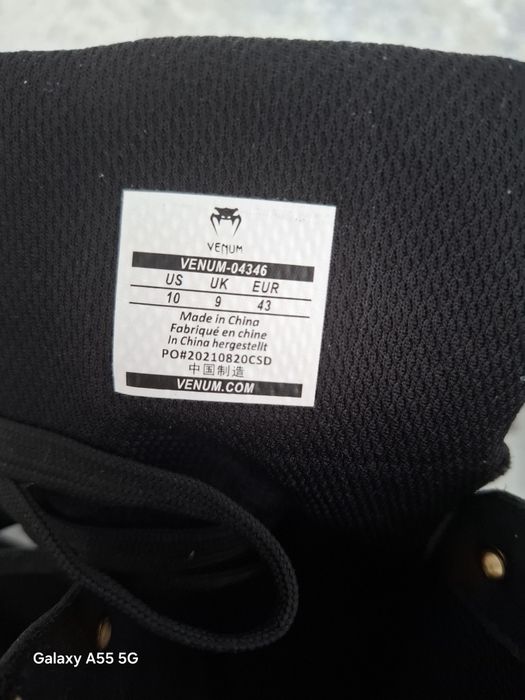 VENUM
VENUM-04346
US UK EUR
10 9 43
Made in China
Fabriqué en chine
In China hergestellt
PO#20210820CSD
中国制造
VENUM.COM
Galaxy A55 5G